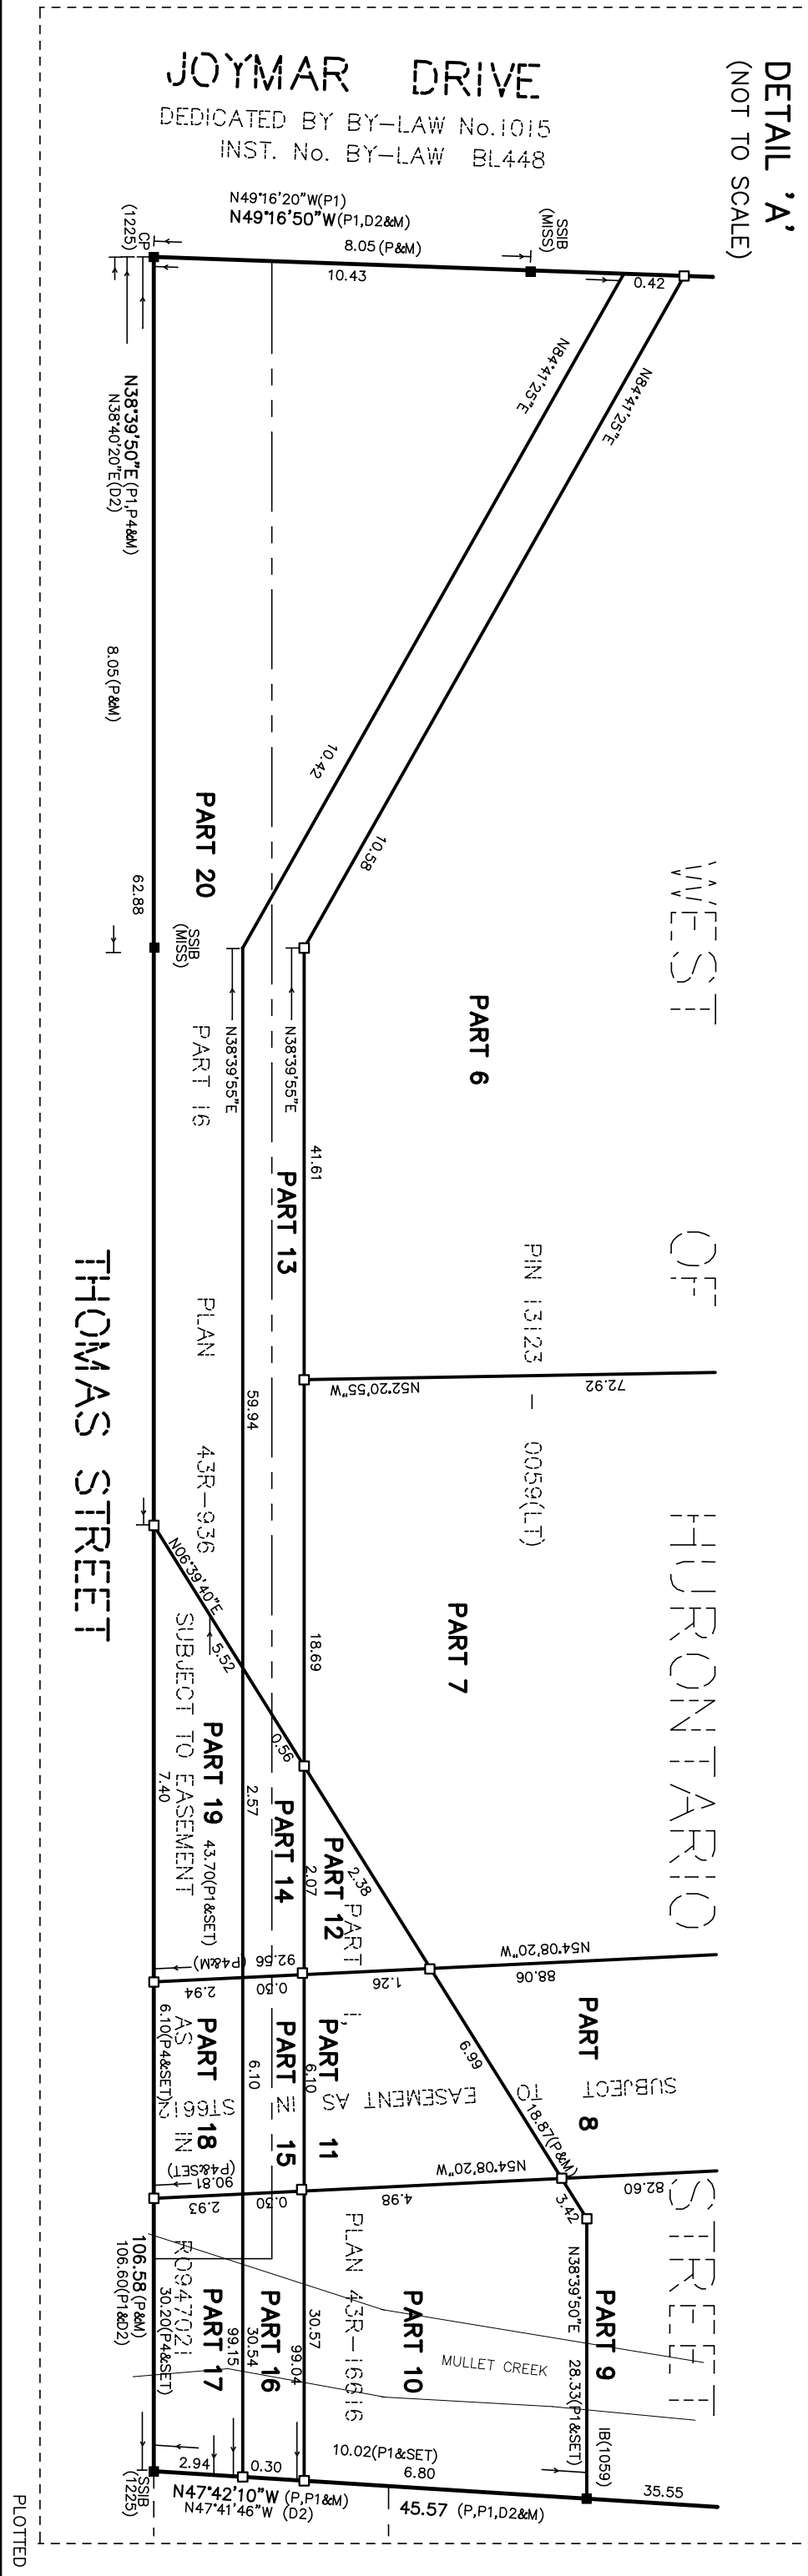 DETAIL 'A'
(NOT TO SCALE)
JOYMAR DRIVE
DEDICATED BY BY-LAW No.1015
INST. No. BY-LAW BL448
N49°16'20"W(P1)
N49°16'50"W(P1,D2&M)
8.05(P&M)
10.43
0.42
SSIB
(MISS)
CP
(1225)
N38°39'50"E(P1,P4&M)
N38°40'20"E(D2)
8.05(P&M)
62.88
SSIB
(MISS)
N84°41'25"E
N84°41'25"E
10.42
10.58
WEST OF HURONTARIO STREET
PART 20
PART 6
N38°39'55"E
N38°39'55"E
PART 16 PLAN 43R-936
PART 13
41.61
PIN 13123 - 0059(LT)
59.94
N52°20'55"W
72.92
THOMAS STREET
18.69
PART 7
N06°39'40"E
5.52
0.56
SUBJECT TO EASEMENT
PART 19
43.70(P1&SET)
7.40
2.57
PART 14
2.07
PART 12
2.38
PART 1,
92.56
(P4&M)
2.94
0.30
1.26
N54°08'20"W
88.06
PART 8
SUBJECT TO EASEMENT AS IN ST66192
6.99
18.87(P&M)
PART 11
6.10
PART 15
6.10
PART 18
AS IN
6.10(P4&SET)
90.81
(P4&SET)
2.93
0.30
4.98
N54°08'20"W
82.60
3.42
RO947021
106.58 (P&M)
106.60(P1&D2)
30.20(P4&SET)
PART 17
99.15
30.54
PART 16
99.04
30.57
PLAN 43R-16616
PART 10
MULLET CREEK
N38°39'50"E
28.33(P1&SET)
PART 9
IB(1059)
10.02(P1&SET)
6.80
35.55
2.94
0.30
SSIB
(1225)
N47°42'10"W (P,P1&M)
N47°41'46"W (D2)
45.57 (P,P1,D2&M)
PLOTTED